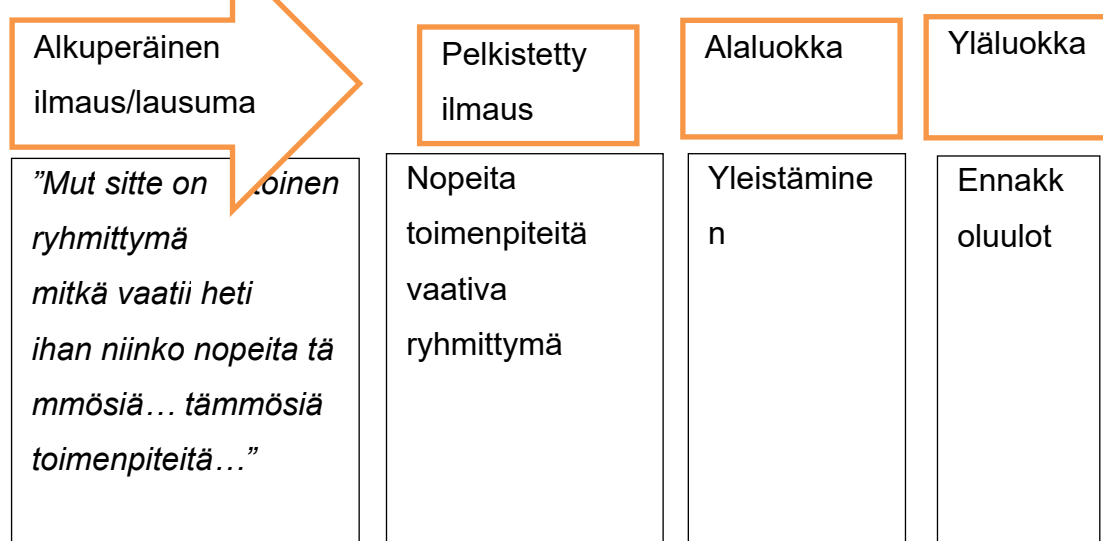 Alkuperäinen
ilmaus/lausuma
Pelkistetty
ilmaus
Alaluokka
Yläluokka
”Mut sitte on toinen
ryhmittymä
mitkä vaatii heti
ihan niinko nopeita tä
mmösiä… tämmösiä
toimenpiteitä…”
Nopeita
toimenpiteitä
vaativa
ryhmittymä
Yleistämine
n
Ennakk
oluulot